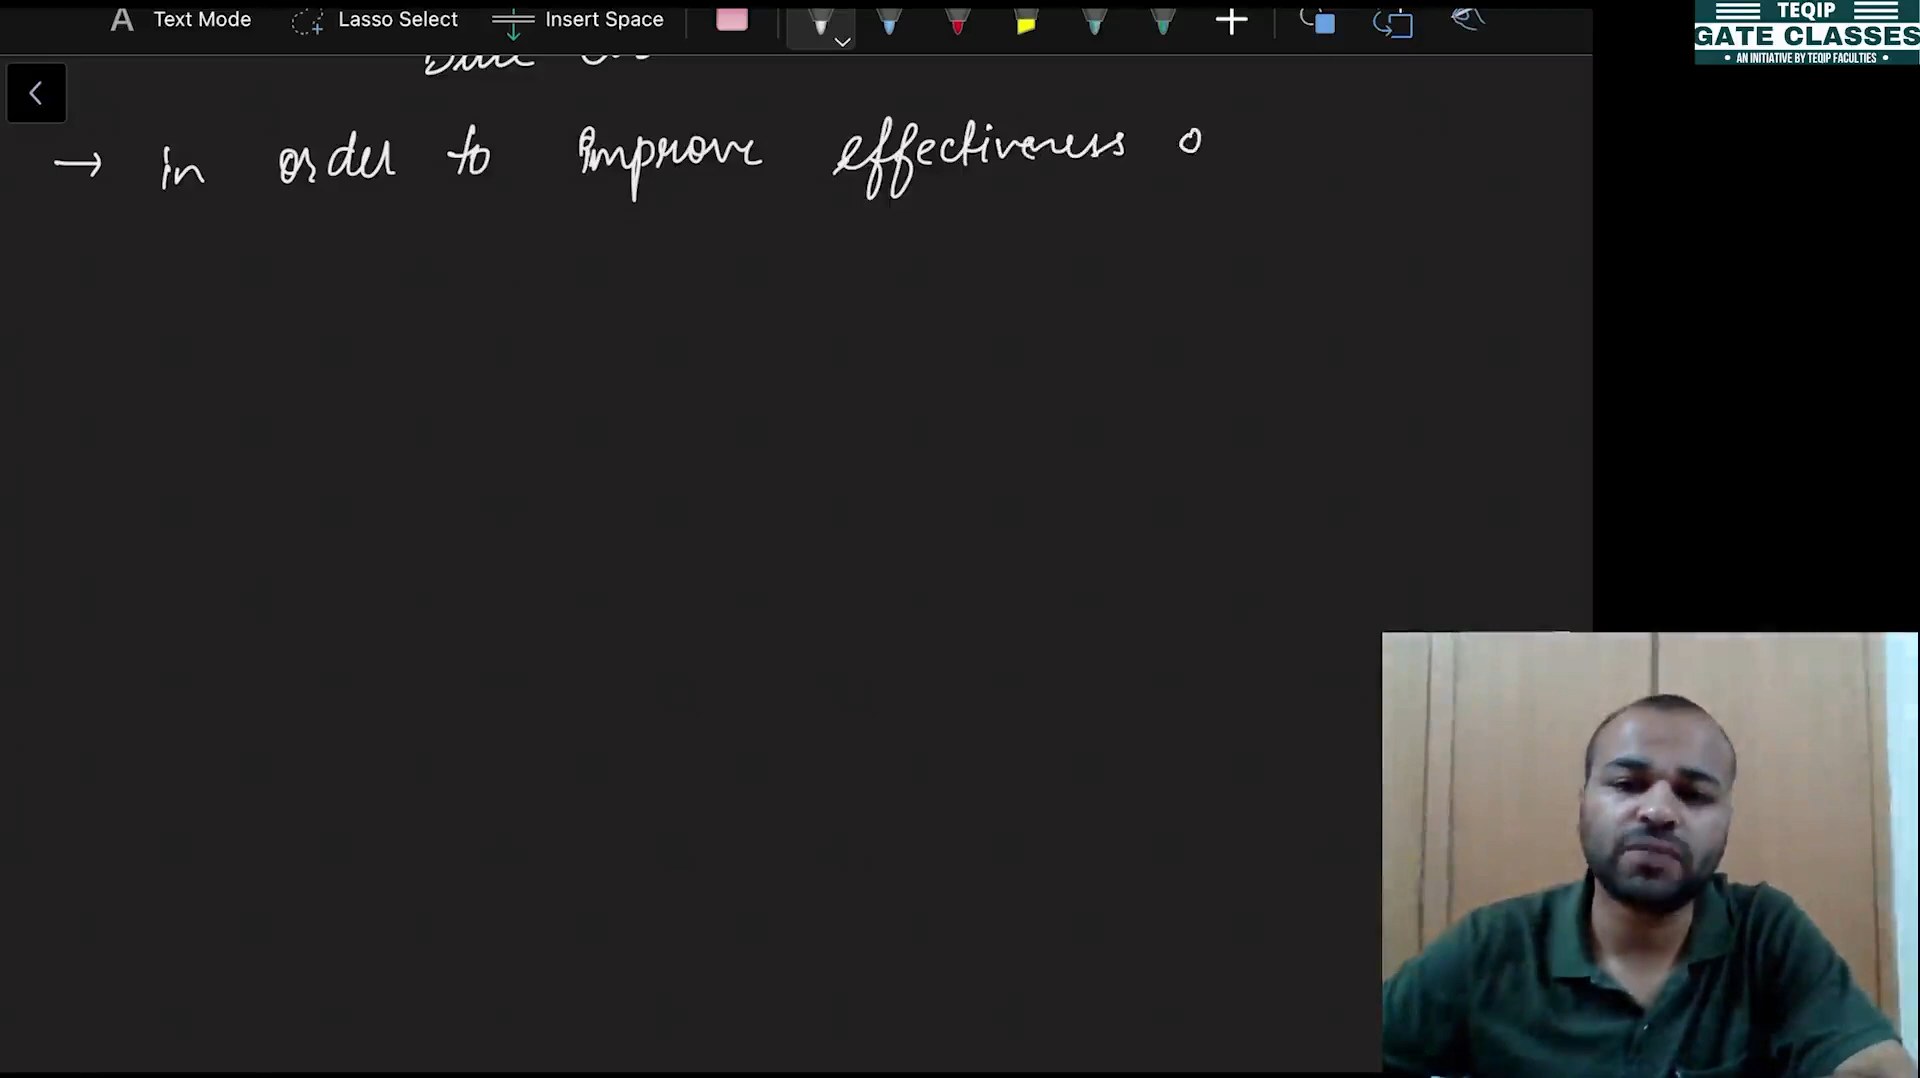 Text Mode Lasso Select Insert Space
TEQIP
GATE CLASSES
• AN INITIATIVE BY TEQIP FACULTIES •
→ in order to improve effectiveness o